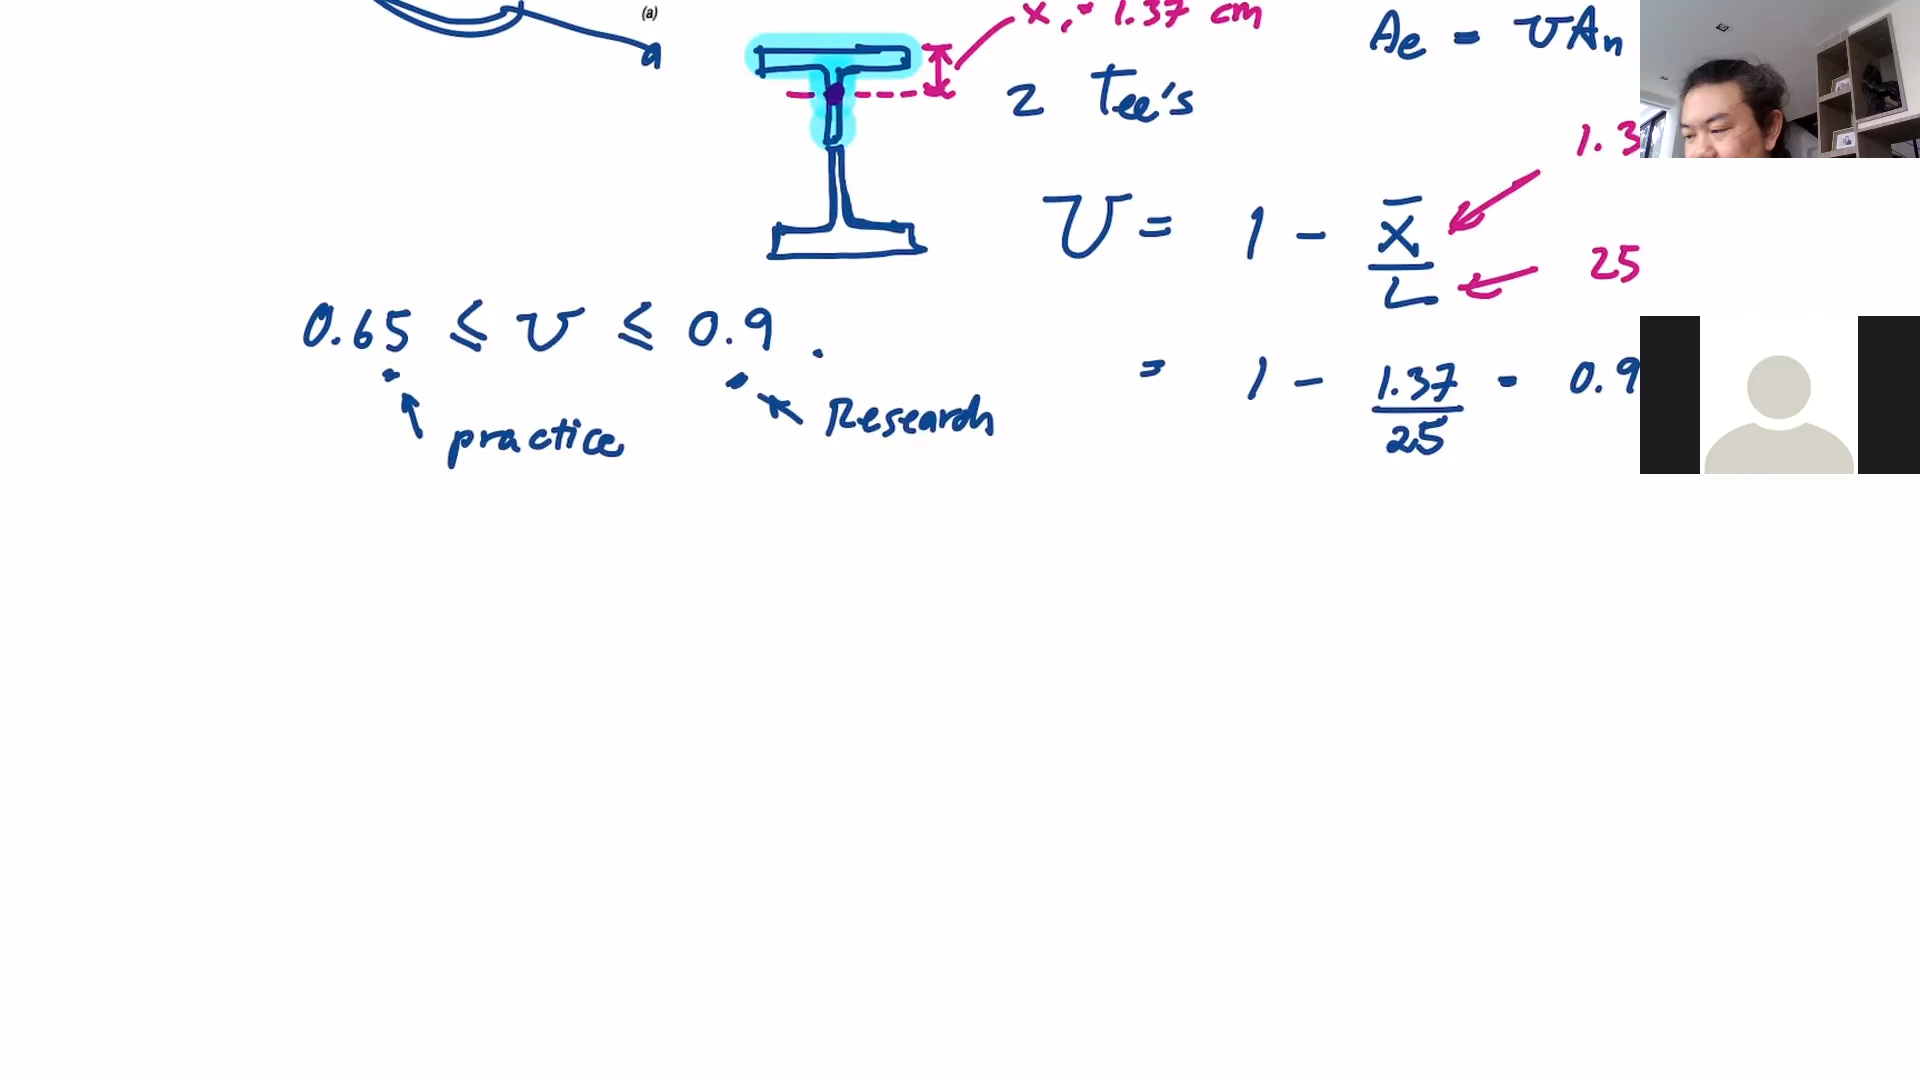 (a)
x̄₁ = 1.37 cm
Ae = UAn
2 Tee's
1.3
U = 1 - x̄/L
25
0.65 ≤ U ≤ 0.9 .
= 1 - 1.37/25 = 0.9
practice
Research